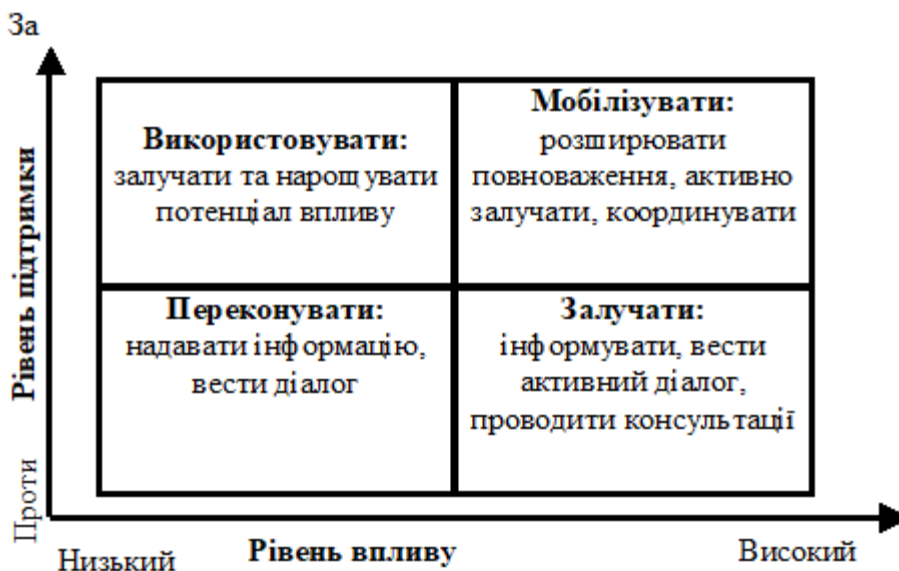 За
Використовувати:
залучати та нарощувати
потенціал впливу
Мобілізувати:
розширювати
повноваження, активно
залучати, координувати
Переконувати:
надавати інформацію,
вести діалог
Залучати:
інформувати, вести
активний діалог,
проводити консультації
Рівень підтримки
Проти
Низький
Рівень впливу
Високий